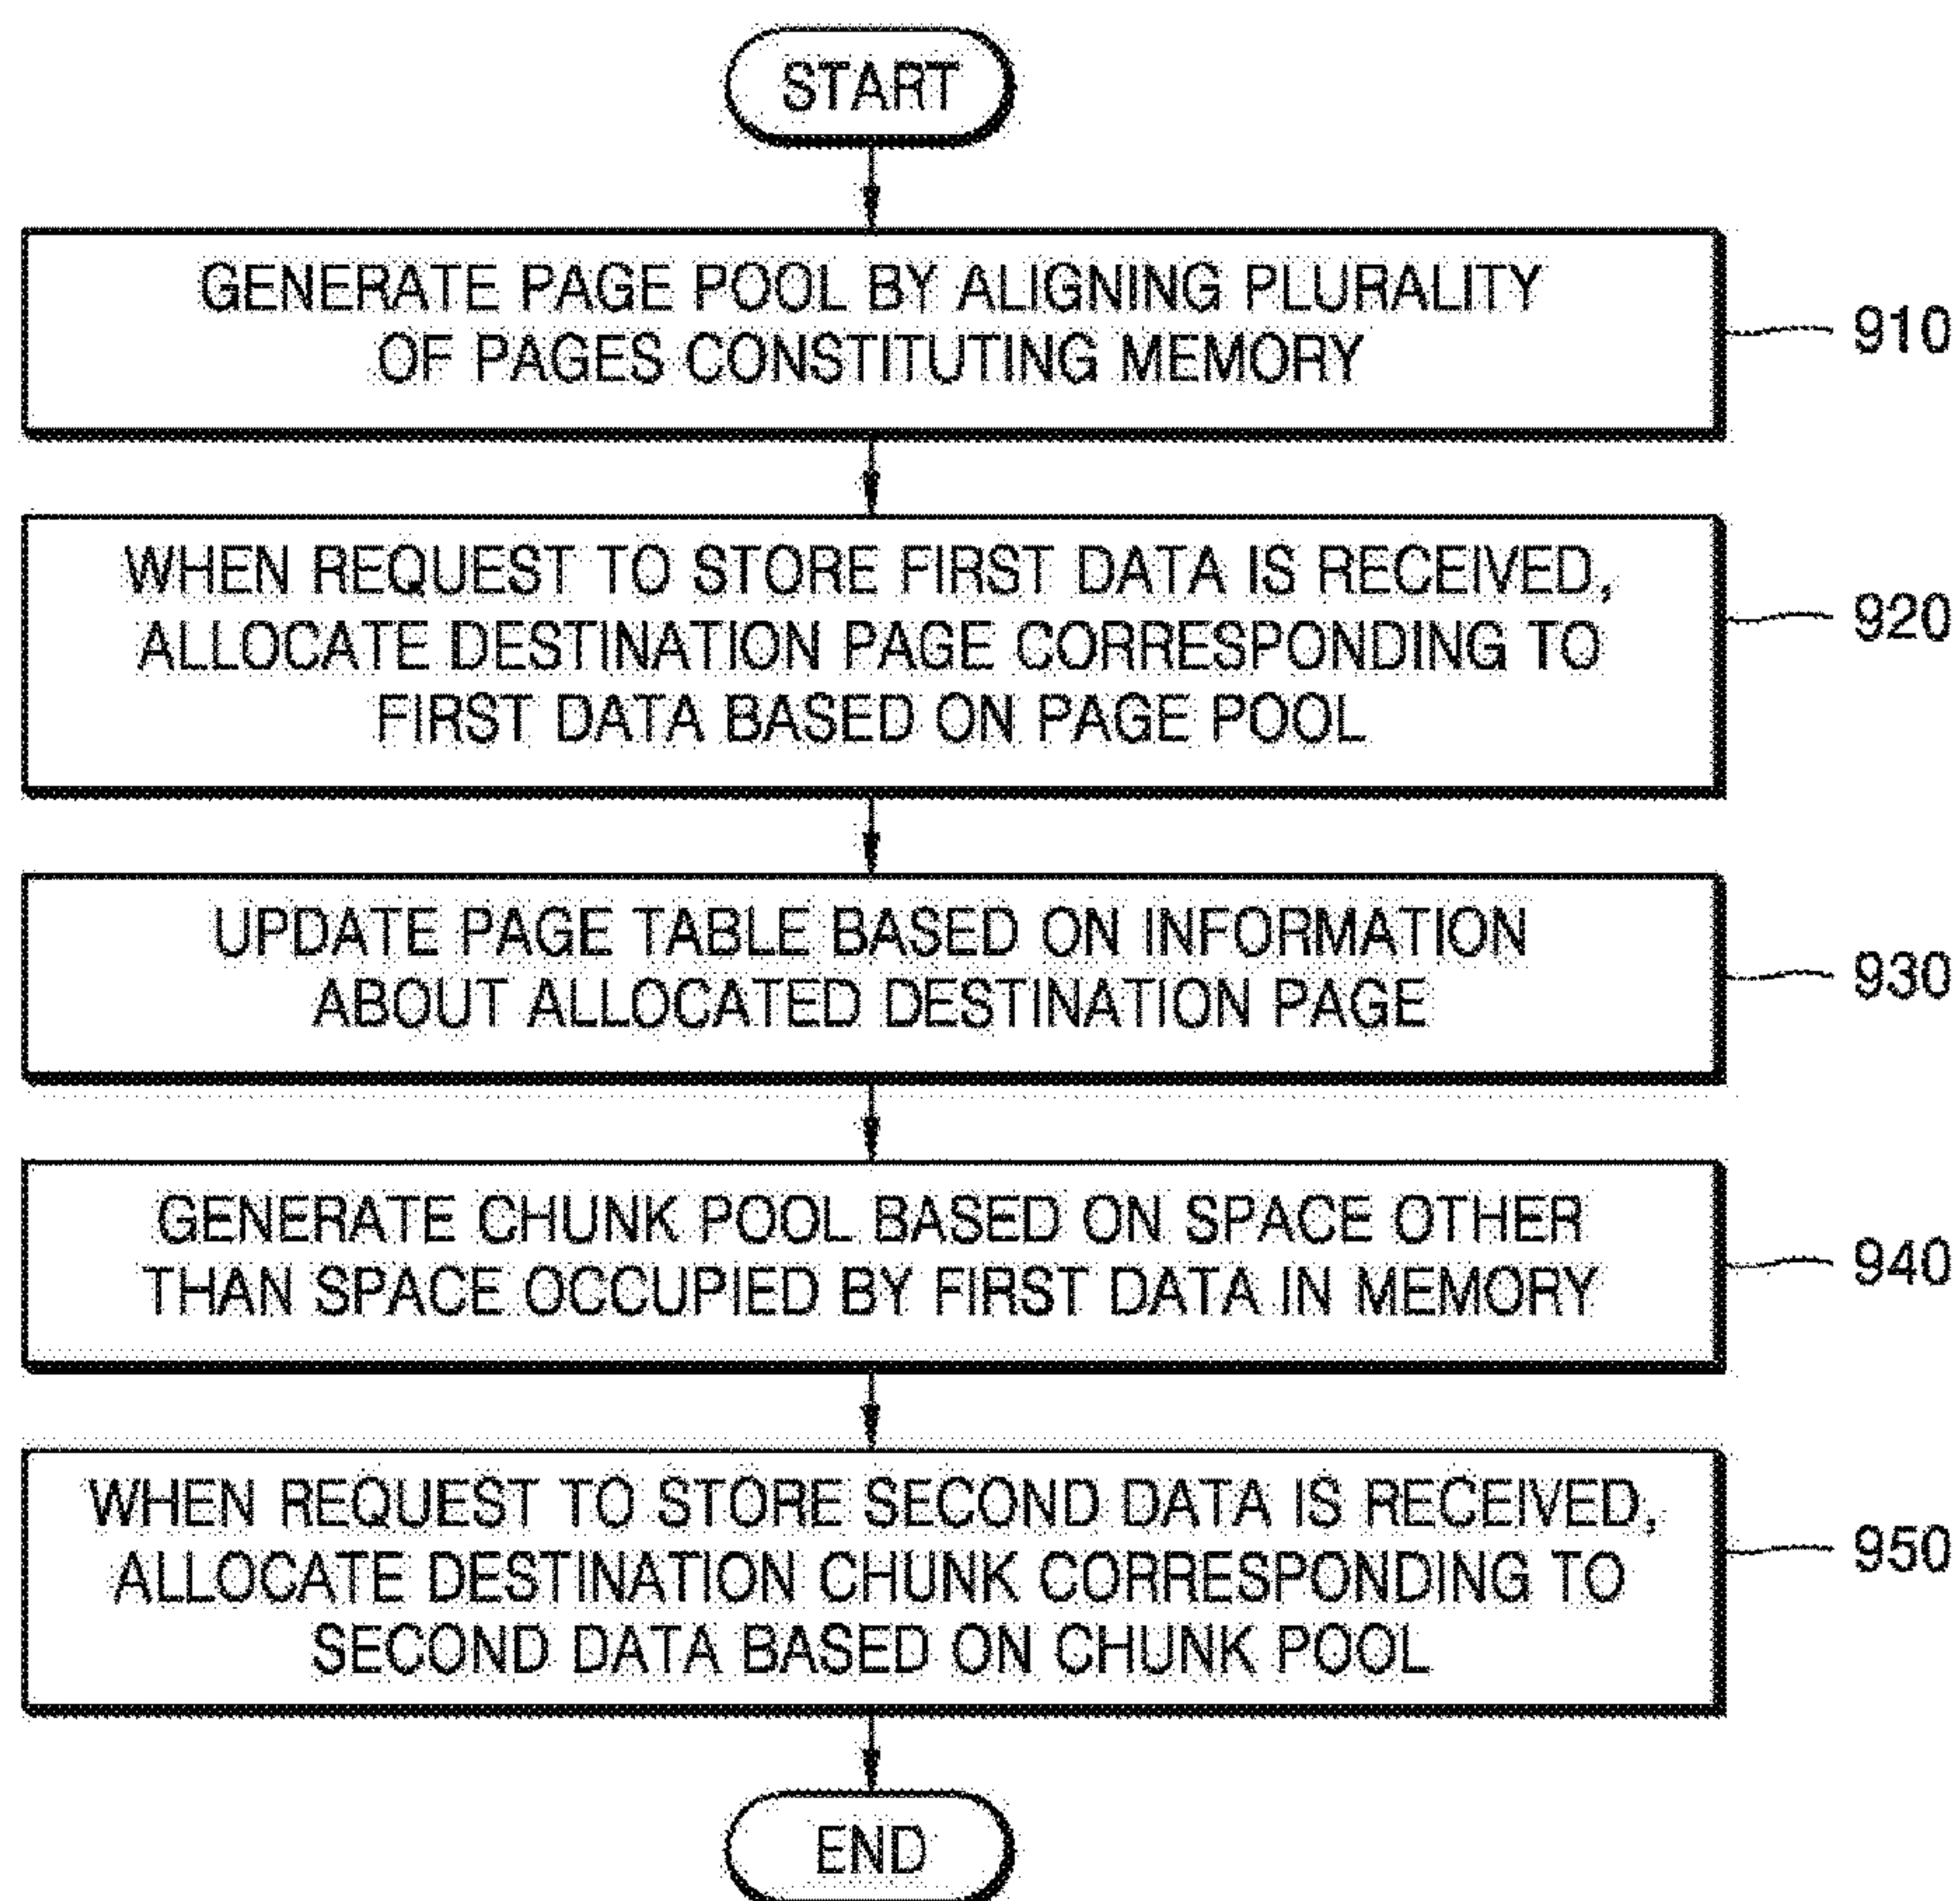 START
GENERATE PAGE POOL BY ALIGNING PLURALITY
OF PAGES CONSTITUTING MEMORY
910
WHEN REQUEST TO STORE FIRST DATA IS RECEIVED,
ALLOCATE DESTINATION PAGE CORRESPONDING TO
FIRST DATA BASED ON PAGE POOL
920
UPDATE PAGE TABLE BASED ON INFORMATION
ABOUT ALLOCATED DESTINATION PAGE
930
GENERATE CHUNK POOL BASED ON SPACE OTHER
THAN SPACE OCCUPIED BY FIRST DATA IN MEMORY
940
WHEN REQUEST TO STORE SECOND DATA IS RECEIVED,
ALLOCATE DESTINATION CHUNK CORRESPONDING TO
SECOND DATA BASED ON CHUNK POOL
950
END